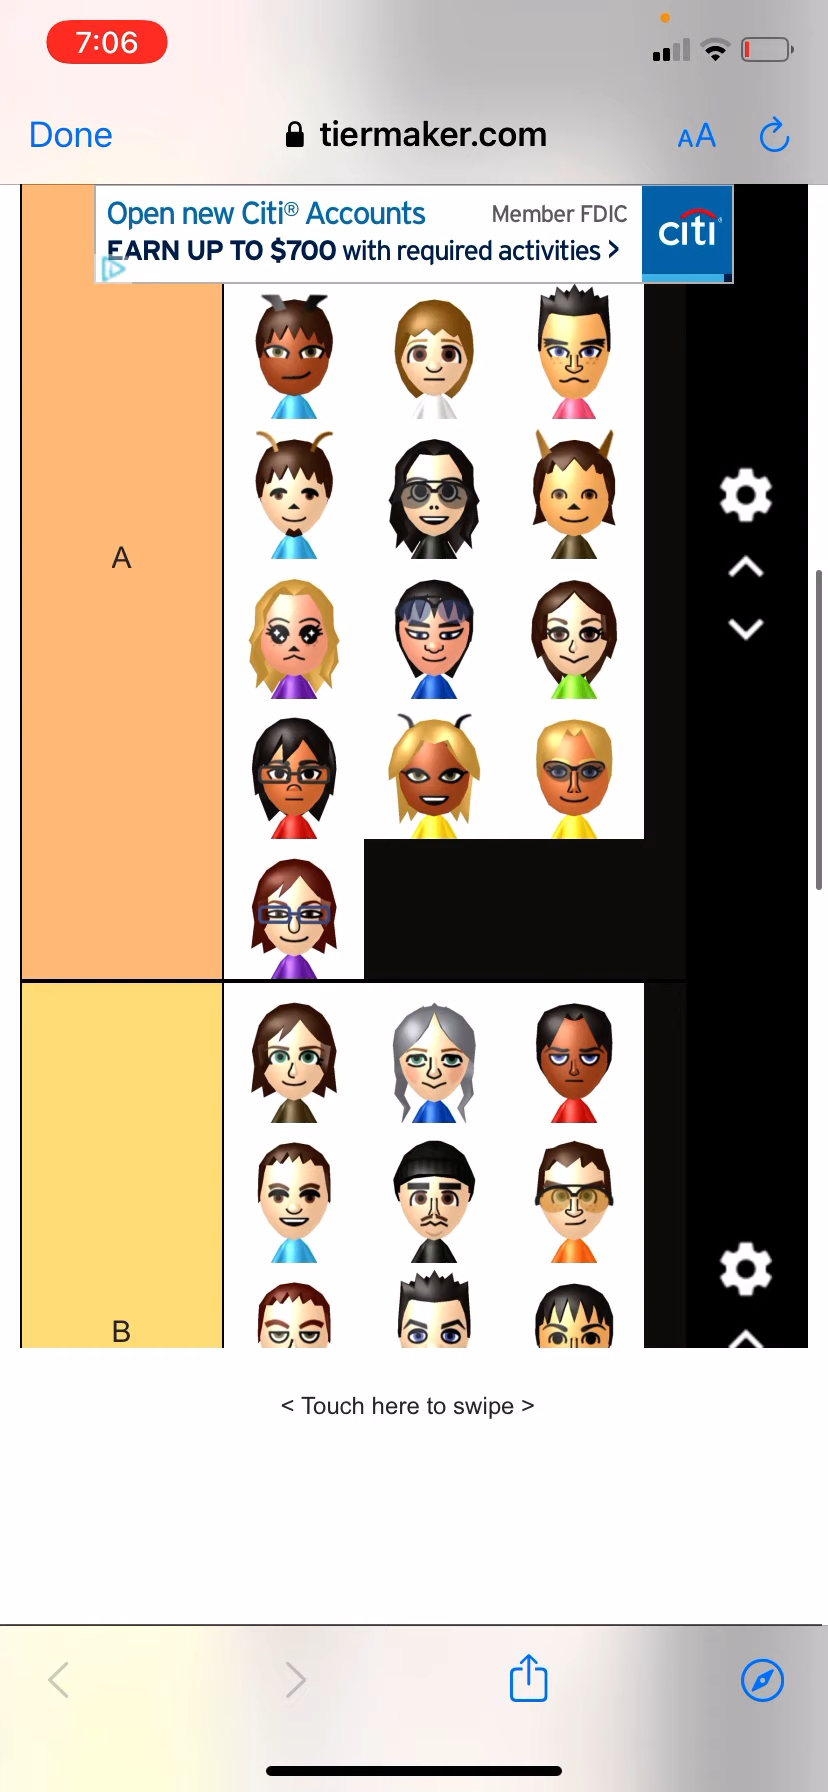 7:06
Done
tiermaker.com
AA
Open new Citi® Accounts
Member FDIC
EARN UP TO $700 with required activities >
citi
A
B
< Touch here to swipe >